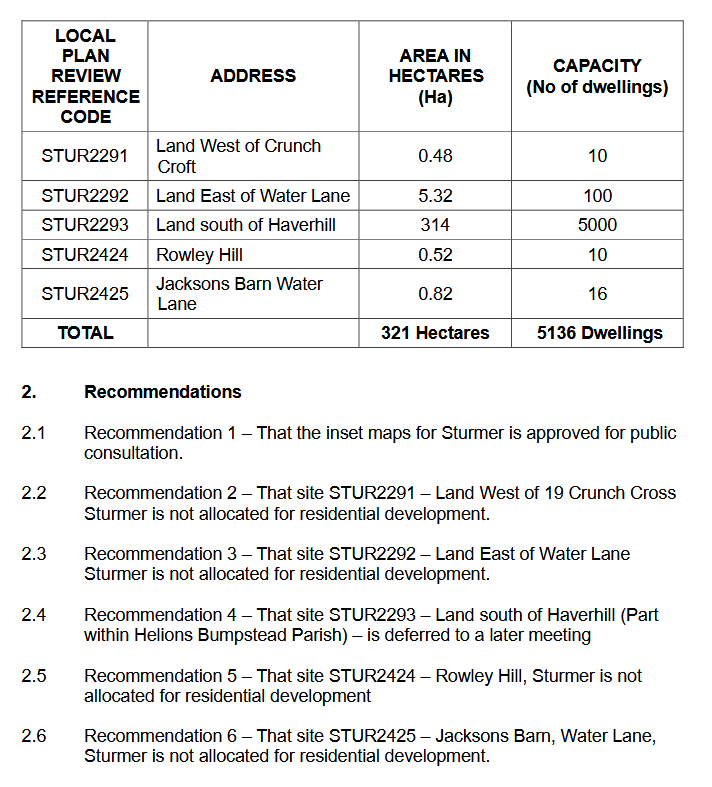 LOCAL
PLAN
REVIEW
REFERENCE
CODE
ADDRESS
AREA IN
HECTARES
(Ha)
CAPACITY
(No of dwellings)
STUR2291
Land West of Crunch
Croft
0.48
10
STUR2292
Land East of Water Lane
5.32
100
STUR2293
Land south of Haverhill
314
5000
STUR2424
Rowley Hill
0.52
10
STUR2425
Jacksons Barn Water
Lane
0.82
16
TOTAL
321 Hectares
5136 Dwellings
2. Recommendations
2.1 Recommendation 1 – That the inset maps for Sturmer is approved for public
consultation.
2.2 Recommendation 2 – That site STUR2291 – Land West of 19 Crunch Cross
Sturmer is not allocated for residential development.
2.3 Recommendation 3 – That site STUR2292 – Land East of Water Lane
Sturmer is not allocated for residential development.
2.4 Recommendation 4 – That site STUR2293 – Land south of Haverhill (Part
within Helions Bumpstead Parish) – is deferred to a later meeting
2.5 Recommendation 5 – That site STUR2424 – Rowley Hill, Sturmer is not
allocated for residential development
2.6 Recommendation 6 – That site STUR2425 – Jacksons Barn, Water Lane,
Sturmer is not allocated for residential development.